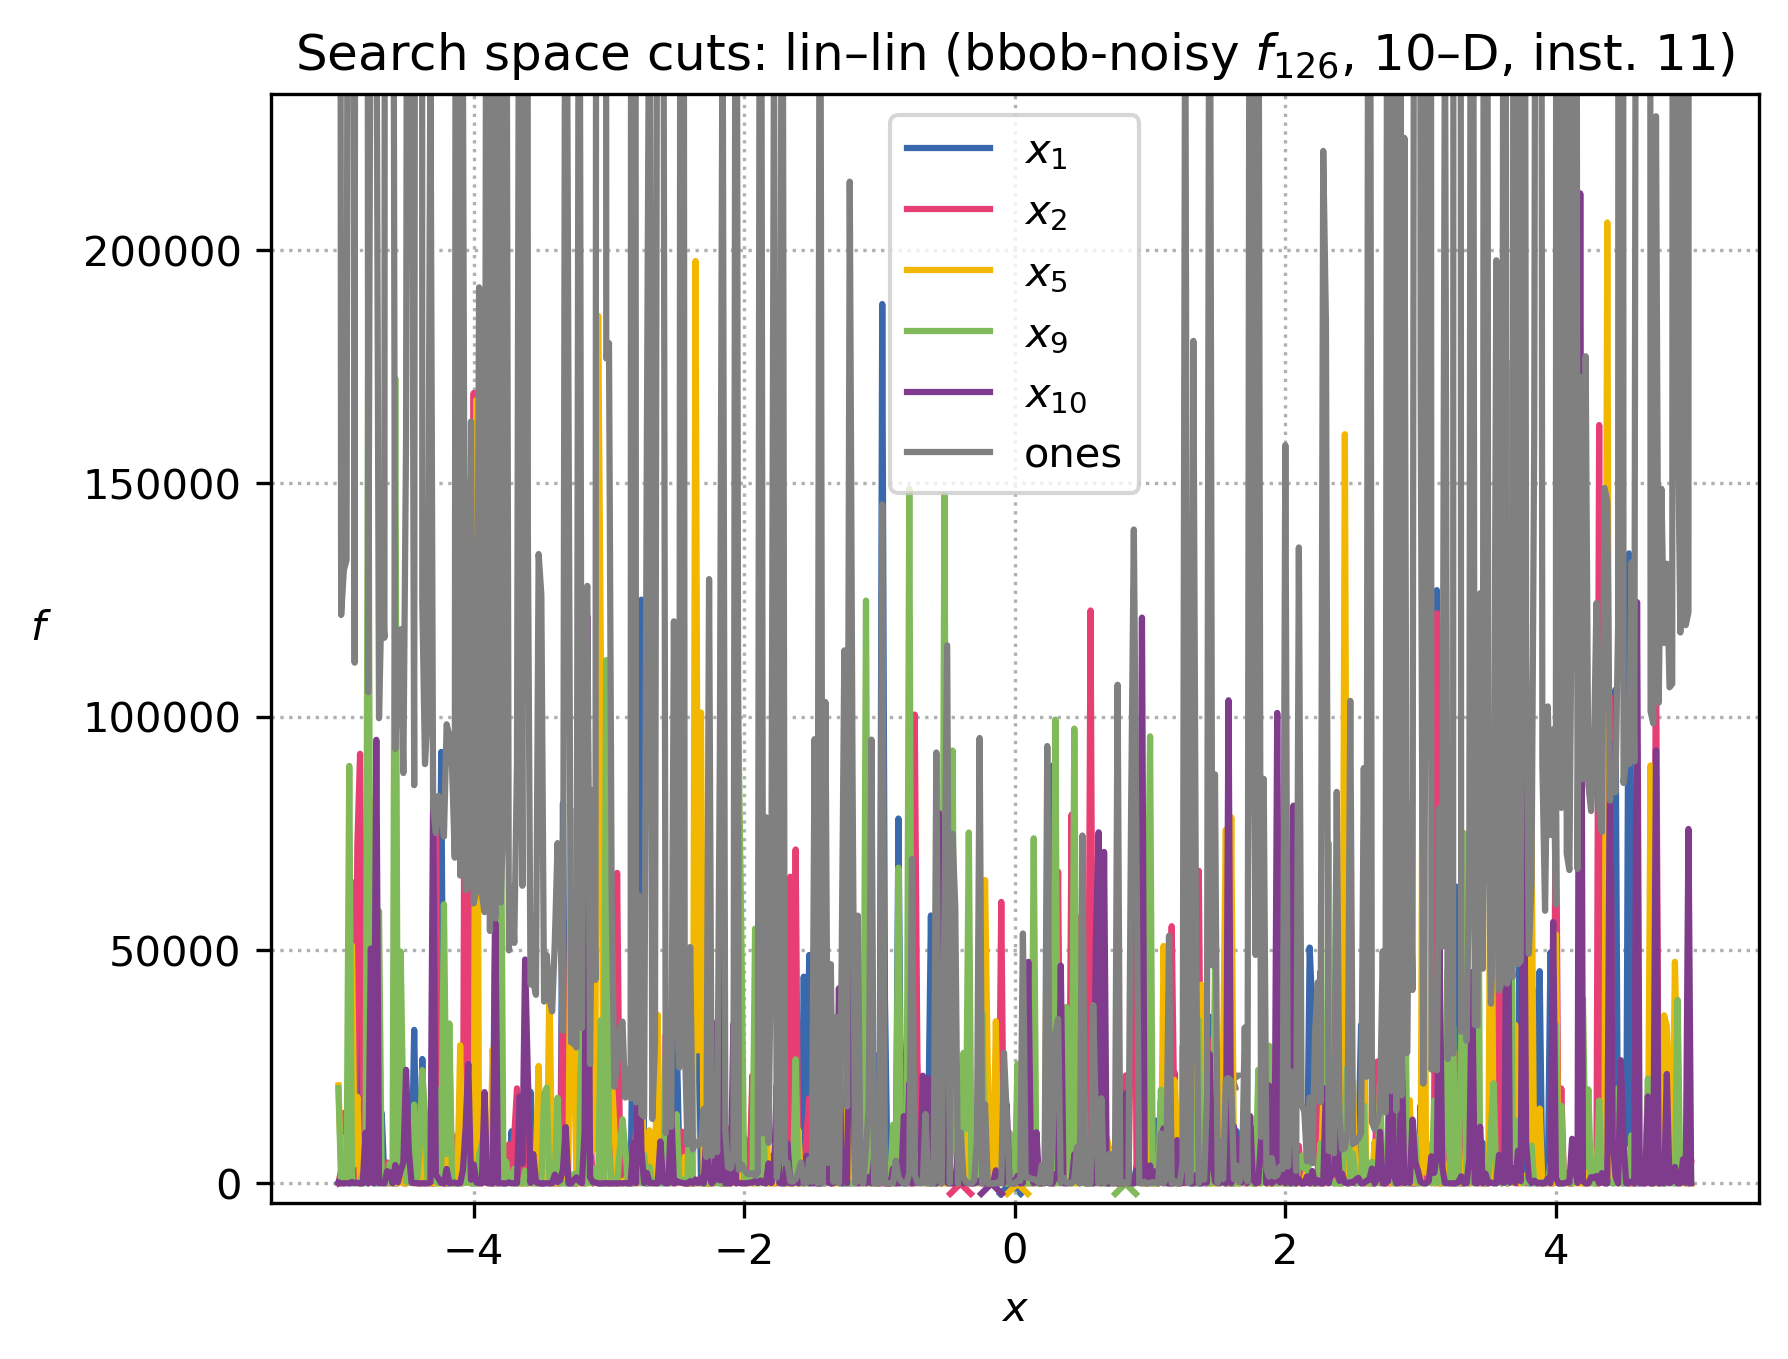 Search space cuts: lin–lin (bbob-noisy f126, 10–D, inst. 11)
x1
x2
x5
x9
x10
ones
200000
150000
100000
50000
0
f
−4 −2 0 2 4
x